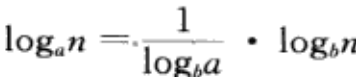 logₐn = 1/log_b a · log_b n